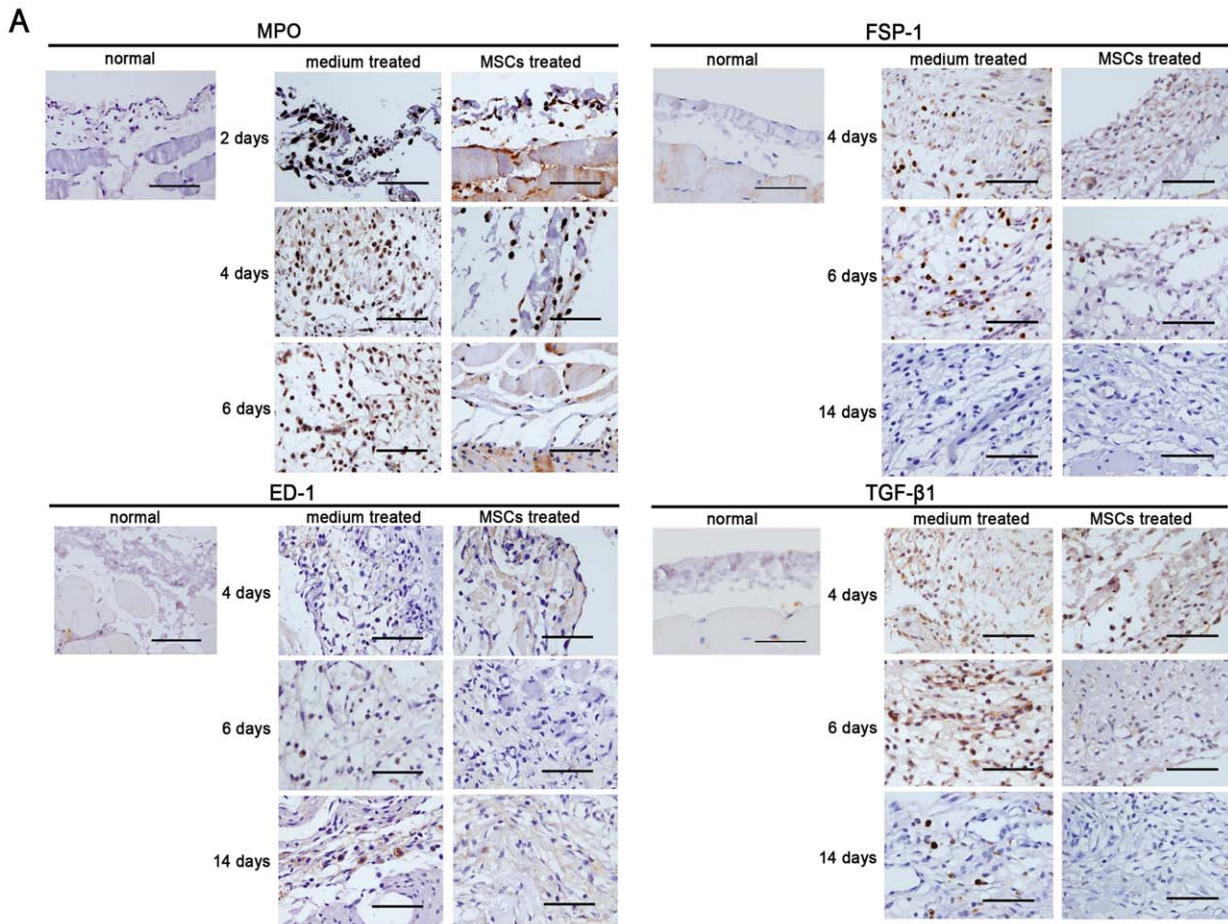 A
MPO
normal
medium treated
MSCs treated
2 days
4 days
6 days
FSP-1
normal
medium treated
MSCs treated
4 days
6 days
14 days
ED-1
normal
medium treated
MSCs treated
4 days
6 days
14 days
TGF-β1
normal
medium treated
MSCs treated
4 days
6 days
14 days